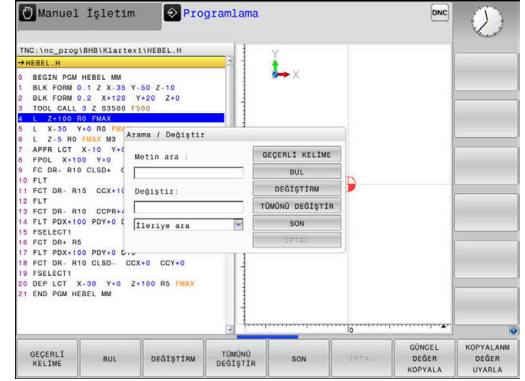 Manuel İşletim
Programlama
DNC
TNC:\nc_prog\BHB\Klartext\HEBEL.H
→HEBEL.H
0 BEGIN PGM HEBEL MM
1 BLK FORM 0.1 Z X-35 Y-50 Z-10
2 BLK FORM 0.2 X+120 Y+20 Z+0
3 TOOL CALL 3 Z S3500 F500
4 L Z+100 R0 FMAX
5 L X-30 Y+0 R0 FMA
6 L Z-5 R0 FMAX M3
7 APPR LCT X-10 Y+
8 FPOL X+100 Y+0
9 FC DR- R10 CLSD+
10 FLT
11 FCT DR- R15 CCX+10
12 FLT
13 FCT DR- R10 CCPR+
14 FLT PDX+100 PDY+0
15 FSELECT1
16 FCT DR+ R5
17 FLT PDX+100 PDY+0
18 FCT DR- R10 CLSD- CCX+0 CCY+0
19 FSELECT1
20 DEP LCT X-30 Y+0 Z+100 R5 FMAX
21 END PGM HEBEL MM
Arama / Değiştir
Metin ara :
Değiştir:
İleriye ara
GEÇERLİ KELİME
BUL
DEĞİŞTİRM
TÜMÜNÜ DEĞİŞTİR
SON
İPTAL
Y
X
0
GEÇERLİ KELİME
BUL
DEĞİŞTİRM
TÜMÜNÜ DEĞİŞTİR
SON
İPTAL
GÜNCEL DEĞER KOPYALA
KOPYALANM DEĞER UYARLA